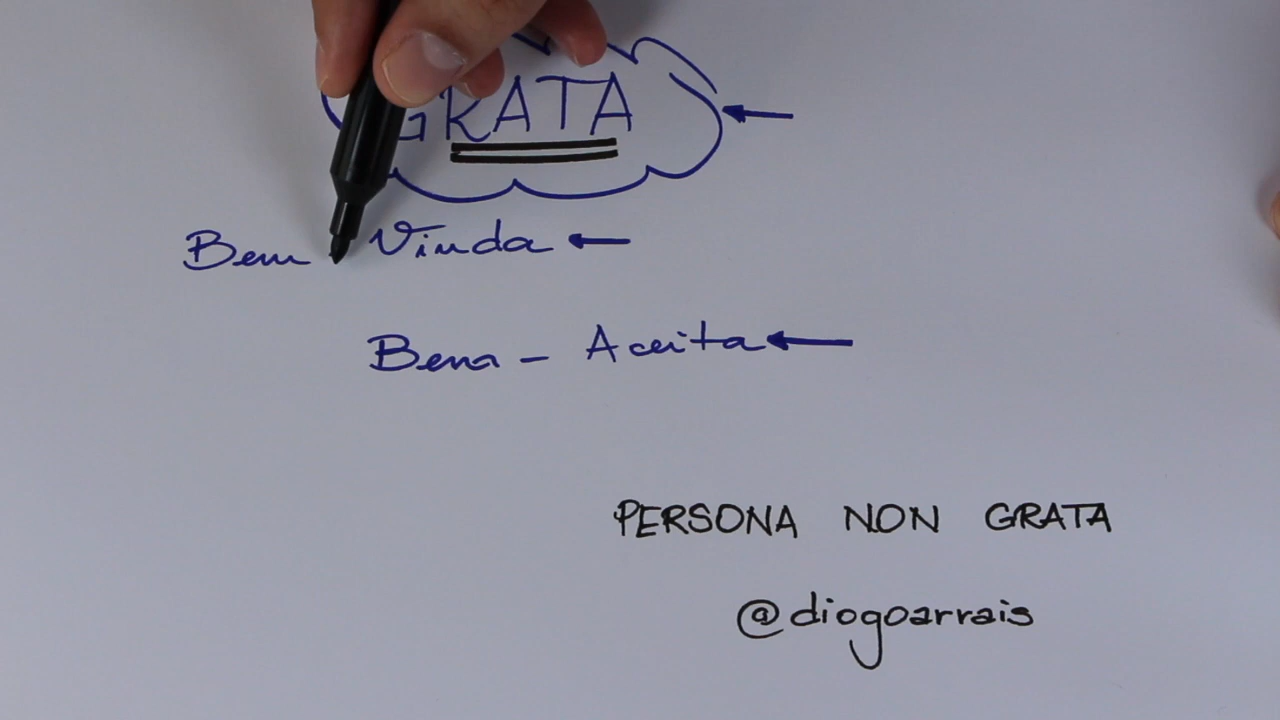 GRATA
Bem Vinda
Bem - Aceita
PERSONA NON GRATA
@diogoarrais